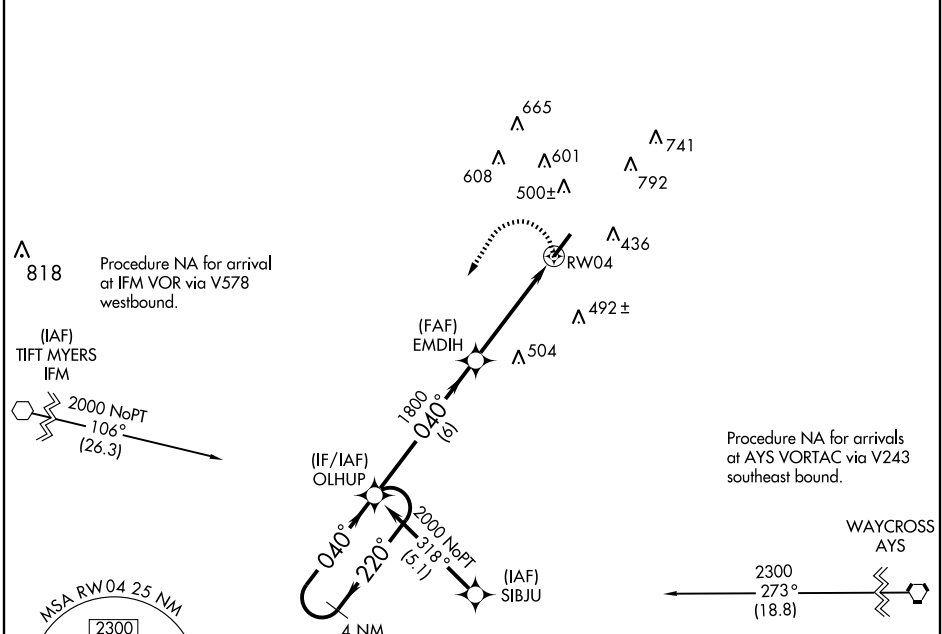 665
741
601
608
792
500±
436
RW04
818
Procedure NA for arrival
at IFM VOR via V578
westbound.
492±
(IAF)
TIFT MYERS
IFM
(FAF)
EMDIH
504
2000 NoPT
106°
(26.3)
1800
040°
(6)
Procedure NA for arrivals
at AYS VORTAC via V243
southeast bound.
(IF/IAF)
OLHUP
2000 NoPT
318°
(5.1)
040°
220°
WAYCROSS
AYS
(IAF)
SIBJU
2300
273°
(18.8)
MSA RW04 25 NM
2300
4 NM